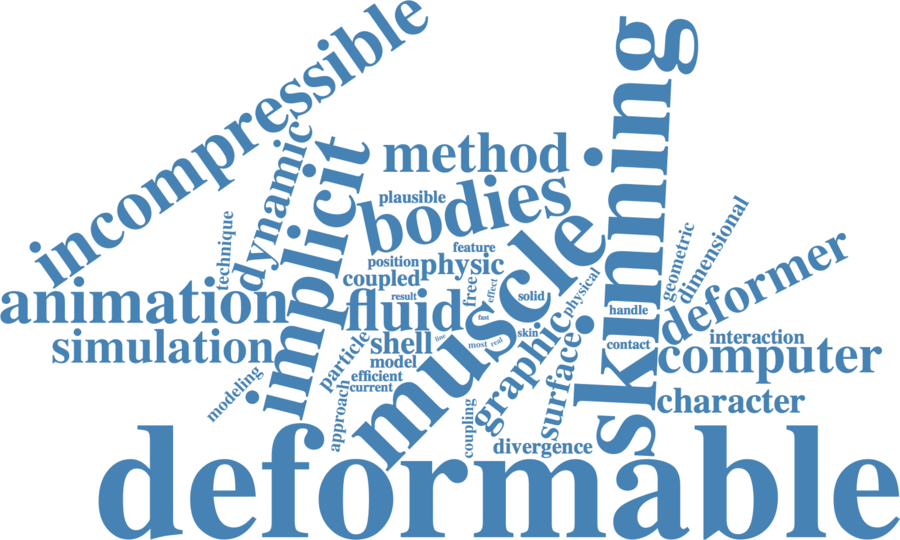 incompressible
skinning
dynamic
implicit
method
plausible
bodies
muscle
technique
feature
position
physic
coupled
geometric
dimensional
animation
result
free
effect
solid
physical
deformer
fluid
fast
handle
simulation
shell
line
most
real
skin
contact
interaction
computer
particle
model
graphic
surface
efficient
current
modeling
approach
coupling
character
divergence
deformable